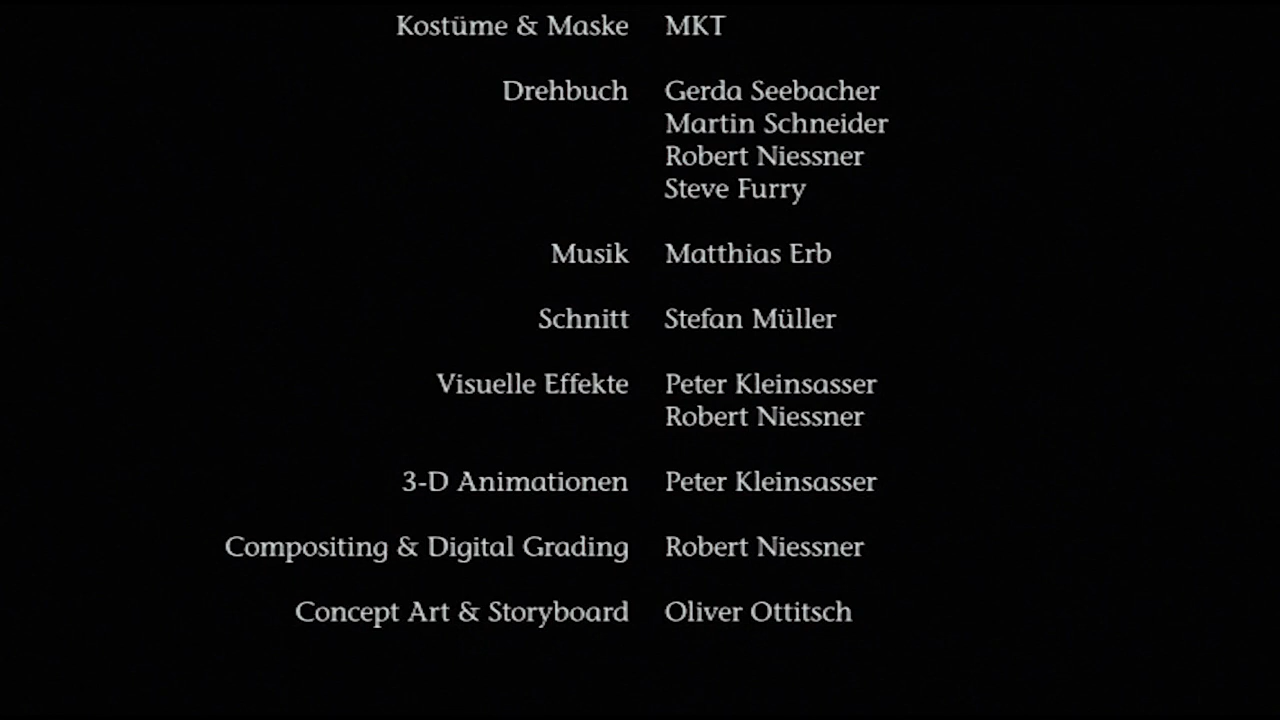 Kostüme & Maske MKT
Drehbuch Gerda Seebacher
Martin Schneider
Robert Niessner
Steve Furry
Musik Matthias Erb
Schnitt Stefan Müller
Visuelle Effekte Peter Kleinsasser
Robert Niessner
3-D Animationen Peter Kleinsasser
Compositing & Digital Grading Robert Niessner
Concept Art & Storyboard Oliver Ottitsch